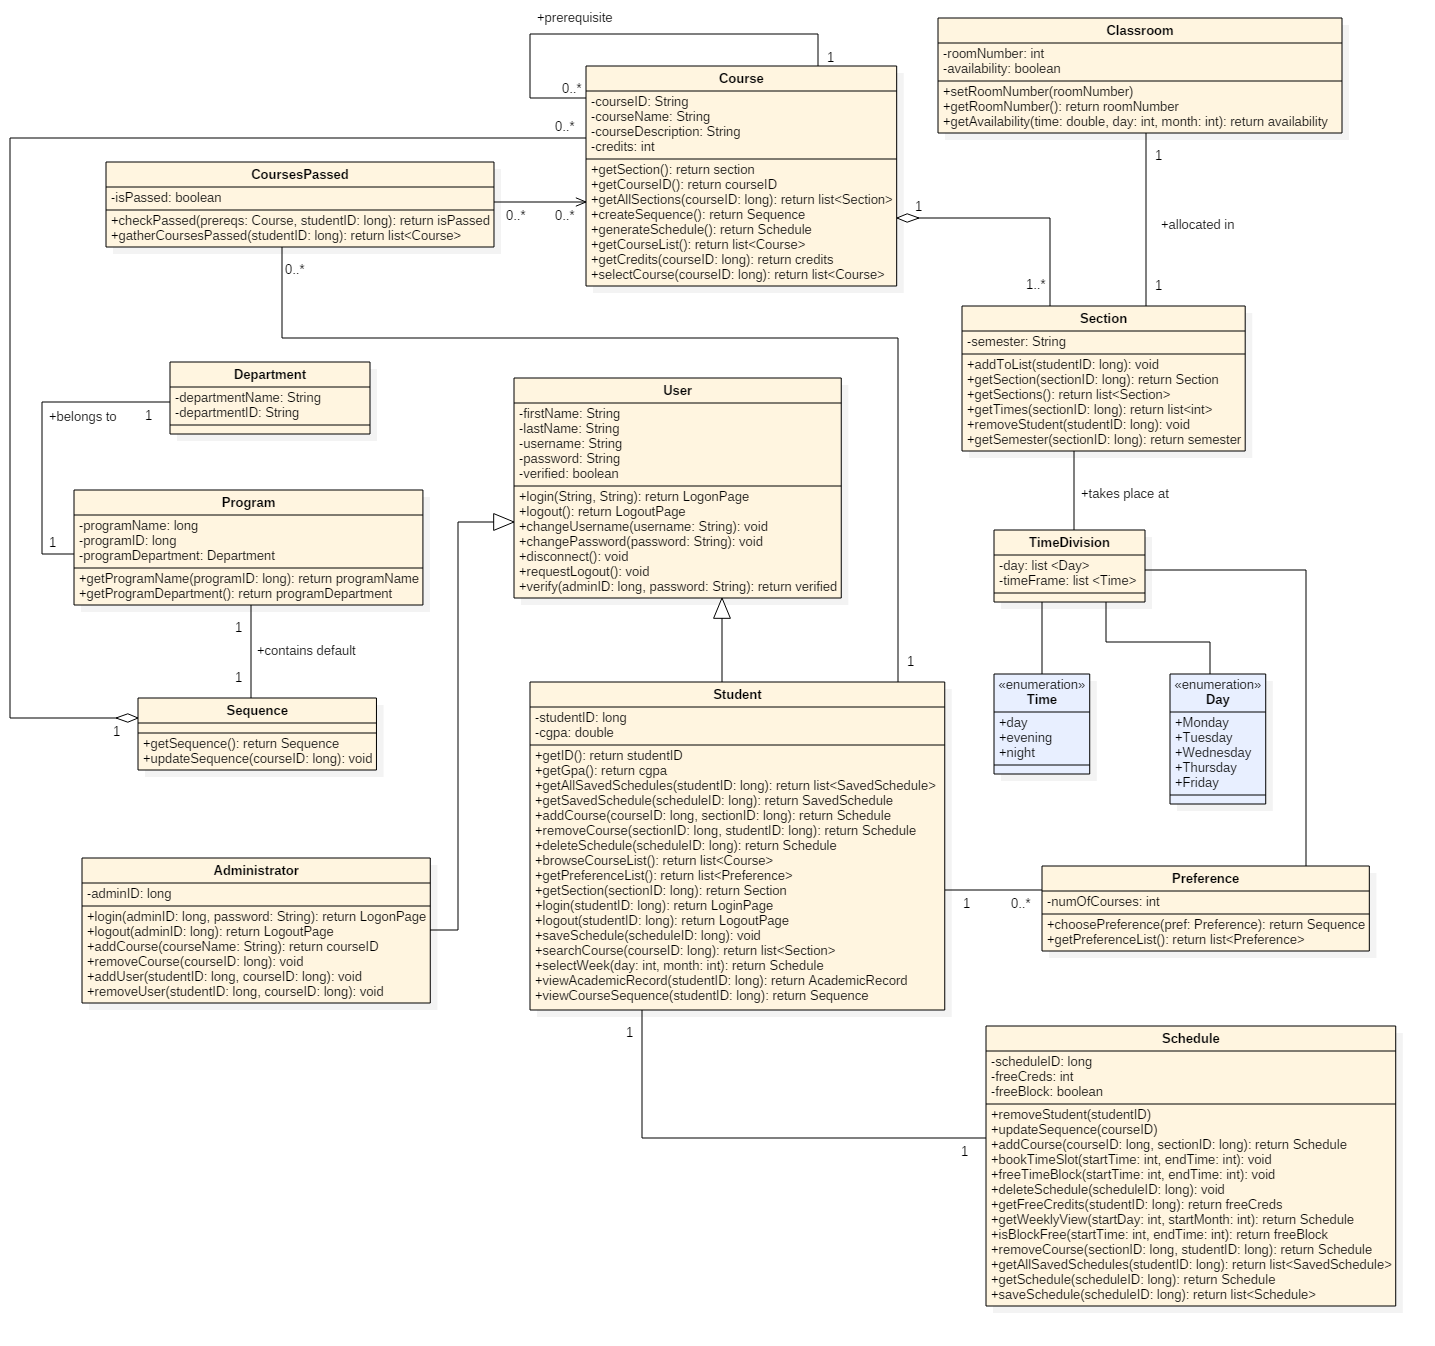 +prerequisite
1
0..*
Course
-courseID: String
-courseName: String
-courseDescription: String
-credits: int
+getSection(): return section
+getCourseID(): return courseID
+getAllSections(courseID: long): return list<Section>
+createSequence(): return Sequence
+generateSchedule(): return Schedule
+getCourseList(): return list<Course>
+getCredits(courseID: long): return credits
+selectCourse(courseID: long): return list<Course>
Classroom
-roomNumber: int
-availability: boolean
+setRoomNumber(roomNumber)
+getRoomNumber(): return roomNumber
+getAvailability(time: double, day: int, month: int): return availability
1
+allocated in
1
0..*
CoursesPassed
-isPassed: boolean
+checkPassed(prereqs: Course, studentID: long): return isPassed
+gatherCoursesPassed(studentID: long): return list<Course>
0..*
0..*
0..*
1
1..*
Section
-semester: String
+addToList(studentID: long): void
+getSection(sectionID: long): return Section
+getSections(): return list<Section>
+getTimes(sectionID: long): return list<int>
+removeStudent(studentID: long): void
+getSemester(sectionID: long): return semester
Department
-departmentName: String
-departmentID: String
+belongs to
1
1
User
-firstName: String
-lastName: String
-username: String
-password: String
-verified: boolean
+login(String, String): return LogonPage
+logout(): return LogoutPage
+changeUsername(username: String): void
+changePassword(password: String): void
+disconnect(): void
+requestLogout(): void
+verify(adminID: long, password: String): return verified
Program
-programName: long
-programID: long
-programDepartment: Department
+getProgramName(programID: long): return programName
+getProgramDepartment(): return programDepartment
1
+contains default
1
+takes place at
TimeDivision
-day: list <Day>
-timeFrame: list <Time>
«enumeration»
Time
+day
+evening
+night
«enumeration»
Day
+Monday
+Tuesday
+Wednesday
+Thursday
+Friday
Sequence
+getSequence(): return Sequence
+updateSequence(courseID: long): void
1
1
Student
-studentID: long
-cgpa: double
+getID(): return studentID
+getGpa(): return cgpa
+getAllSavedSchedules(studentID: long): return list<SavedSchedule>
+getSavedSchedule(scheduleID: long): return SavedSchedule
+addCourse(courseID: long, sectionID: long): return Schedule
+removeCourse(sectionID: long, studentID: long): return Schedule
+deleteSchedule(scheduleID: long): return Schedule
+browseCourseList(): return list<Course>
+getPreferenceList(): return list<Preference>
+getSection(sectionID: long): return Section
+login(studentID: long): return LoginPage
+logout(studentID: long): return LogoutPage
+saveSchedule(scheduleID: long): void
+searchCourse(courseID: long): return list<Section>
+selectWeek(day: int, month: int): return Schedule
+viewAcademicRecord(studentID: long): return AcademicRecord
+viewCourseSequence(studentID: long): return Sequence
Administrator
-adminID: long
+login(adminID: long, password: String): return LogonPage
+logout(adminID: long): return LogoutPage
+addCourse(courseName: String): return courseID
+removeCourse(courseID: long): void
+addUser(studentID: long, courseID: long): void
+removeUser(studentID: long, courseID: long): void
1
0..*
Preference
-numOfCourses: int
+choosePreference(pref: Preference): return Sequence
+getPreferenceList(): return list<Preference>
1
1
Schedule
-scheduleID: long
-freeCreds: int
-freeBlock: boolean
+removeStudent(studentID)
+updateSequence(courseID)
+addCourse(courseID: long, sectionID: long): return Schedule
+bookTimeSlot(startTime: int, endTime: int): void
+freeTimeBlock(startTime: int, endTime: int): void
+deleteSchedule(scheduleID: long): void
+getFreeCredits(studentID: long): return freeCreds
+getWeeklyView(startDay: int, startMonth: int): return Schedule
+isBlockFree(startTime: int, endTime: int): return freeBlock
+removeCourse(sectionID: long, studentID: long): return Schedule
+getAllSavedSchedules(studentID: long): return list<SavedSchedule>
+getSchedule(scheduleID: long): return Schedule
+saveSchedule(scheduleID: long): return list<Schedule>